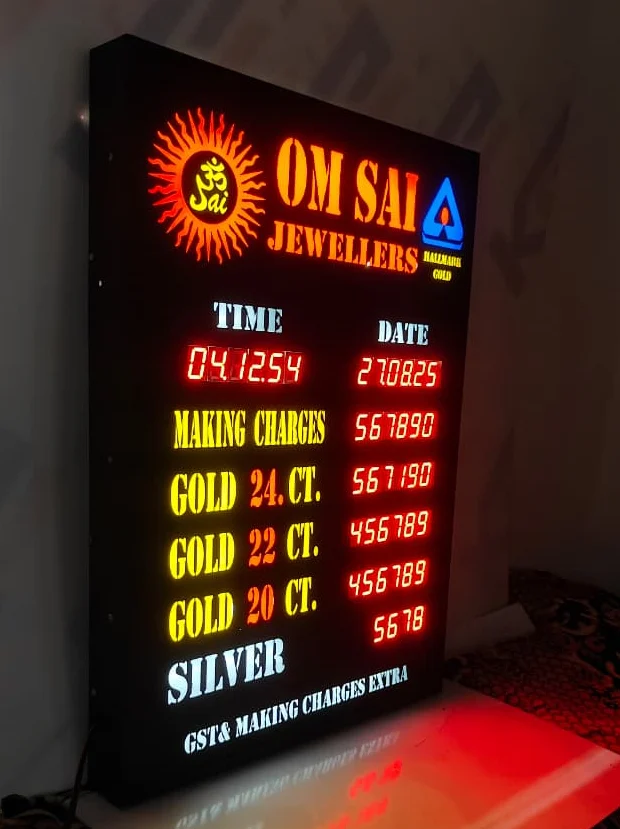 ॐ
Sai
OM SAI
JEWELLERS
HALLMARK
GOLD
TIME DATE
04.12.54 27.08.25
MAKING CHARGES 567890
GOLD 24. CT. 567190
GOLD 22 CT. 456789
GOLD 20 CT. 456789
SILVER 5678
GST& MAKING CHARGES EXTRA